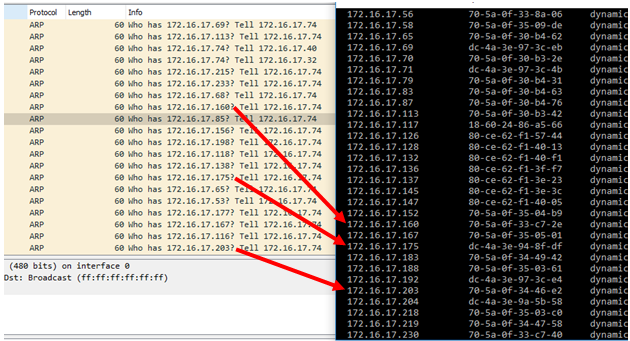 Protocol Length Info
ARP 60 Who has 172.16.17.69? Tell 172.16.17.74
ARP 60 Who has 172.16.17.113? Tell 172.16.17.74
ARP 60 Who has 172.16.17.74? Tell 172.16.17.40
ARP 60 Who has 172.16.17.74? Tell 172.16.17.32
ARP 60 Who has 172.16.17.215? Tell 172.16.17.74
ARP 60 Who has 172.16.17.233? Tell 172.16.17.74
ARP 60 Who has 172.16.17.68? Tell 172.16.17.74
ARP 60 Who has 172.16.17.160? Tell 172.16.17.74
ARP 60 Who has 172.16.17.85? Tell 172.16.17.74
ARP 60 Who has 172.16.17.156? Tell 172.16.17.74
ARP 60 Who has 172.16.17.198? Tell 172.16.17.74
ARP 60 Who has 172.16.17.118? Tell 172.16.17.74
ARP 60 Who has 172.16.17.138? Tell 172.16.17.74
ARP 60 Who has 172.16.17.175? Tell 172.16.17.74
ARP 60 Who has 172.16.17.65? Tell 172.16.17.74
ARP 60 Who has 172.16.17.53? Tell 172.16.17.74
ARP 60 Who has 172.16.17.177? Tell 172.16.17.74
ARP 60 Who has 172.16.17.167? Tell 172.16.17.74
ARP 60 Who has 172.16.17.116? Tell 172.16.17.74
ARP 60 Who has 172.16.17.203? Tell 172.16.17.74
(480 bits) on interface 0
Dst: Broadcast (ff:ff:ff:ff:ff:ff)
172.16.17.56 70-5a-0f-33-8a-06 dynamic
172.16.17.58 70-5a-0f-35-09-de dynamic
172.16.17.65 70-5a-0f-30-b4-62 dynamic
172.16.17.69 dc-4a-3e-97-3c-eb dynamic
172.16.17.70 70-5a-0f-30-b3-2e dynamic
172.16.17.71 dc-4a-3e-97-3c-4b dynamic
172.16.17.79 70-5a-0f-30-b4-31 dynamic
172.16.17.83 70-5a-0f-30-b4-63 dynamic
172.16.17.87 70-5a-0f-30-b4-76 dynamic
172.16.17.113 70-5a-0f-30-b3-42 dynamic
172.16.17.117 18-60-24-86-a5-66 dynamic
172.16.17.126 80-ce-62-f1-57-44 dynamic
172.16.17.128 80-ce-62-f1-40-13 dynamic
172.16.17.132 80-ce-62-f1-40-f1 dynamic
172.16.17.136 80-ce-62-f1-3f-f7 dynamic
172.16.17.137 80-ce-62-f1-3e-23 dynamic
172.16.17.145 80-ce-62-f1-3e-3c dynamic
172.16.17.147 80-ce-62-f1-40-05 dynamic
172.16.17.152 70-5a-0f-35-04-b9 dynamic
172.16.17.160 70-5a-0f-33-c7-2e dynamic
172.16.17.167 70-5a-0f-35-05-01 dynamic
172.16.17.175 dc-4a-3e-94-8f-df dynamic
172.16.17.183 70-5a-0f-34-49-42 dynamic
172.16.17.188 70-5a-0f-35-03-61 dynamic
172.16.17.192 dc-4a-3e-97-3c-e4 dynamic
172.16.17.203 70-5a-0f-34-46-e2 dynamic
172.16.17.204 dc-4a-3e-9a-5b-58 dynamic
172.16.17.218 70-5a-0f-35-03-c0 dynamic
172.16.17.219 70-5a-0f-34-47-58 dynamic
172.16.17.230 70-5a-0f-33-c7-40 dynamic